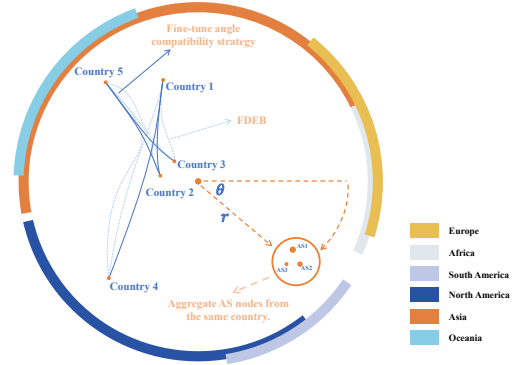 Fine-tune angle
compatibility strategy
Country 5
Country 1
FDEB
Country 3
Country 2
θ
r
AS1
AS3
AS2
Country 4
Aggregate AS nodes from
the same country.
Europe
Africa
South America
North America
Asia
Oceania